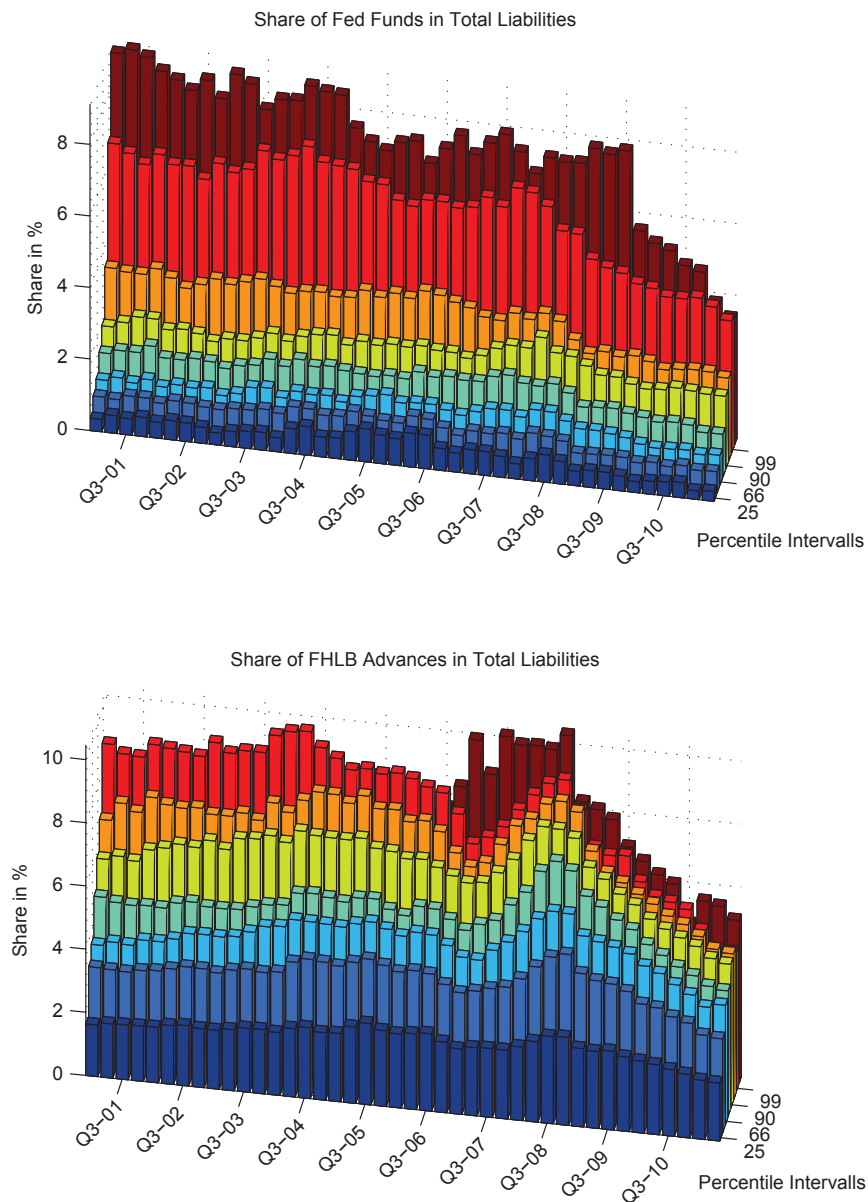 Share of Fed Funds in Total Liabilities
8
6
4
2
0
Share in %
Q3−01
Q3−02
Q3−03
Q3−04
Q3−05
Q3−06
Q3−07
Q3−08
Q3−09
Q3−10
99
90
66
25
Percentile Intervalls
Share of FHLB Advances in Total Liabilities
10
8
6
4
2
0
Share in %
Q3−01
Q3−02
Q3−03
Q3−04
Q3−05
Q3−06
Q3−07
Q3−08
Q3−09
Q3−10
99
90
66
25
Percentile Intervalls